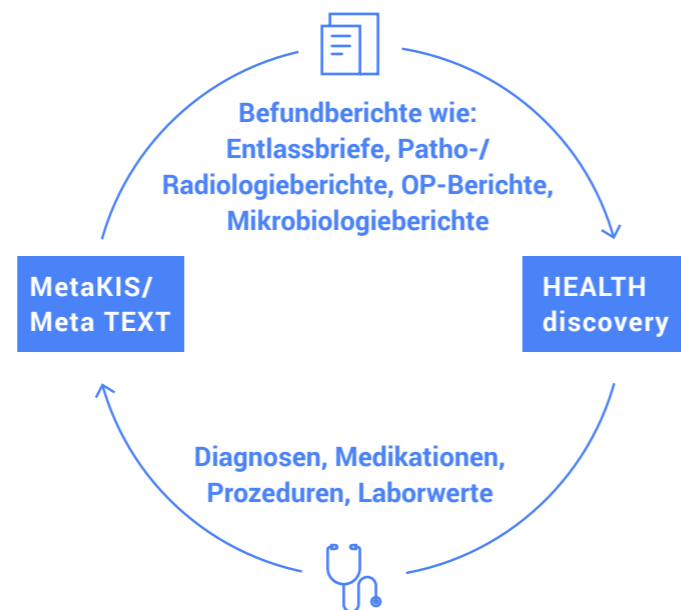 Befundberichte wie:
Entlassbriefe, Patho-/
Radiologieberichte, OP-Berichte,
Mikrobiologieberichte
MetaKIS/
Meta TEXT
HEALTH
discovery
Diagnosen, Medikationen,
Prozeduren, Laborwerte